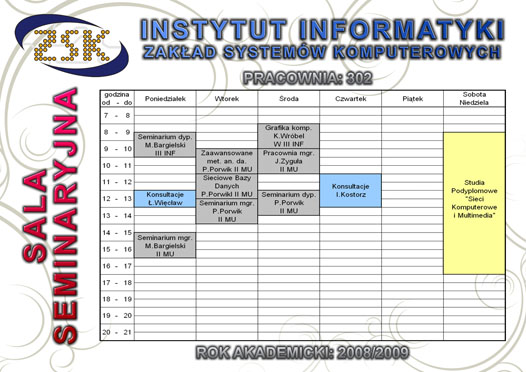 ZSK
INSTYTUT INFORMATYKI
ZAKŁAD SYSTEMÓW KOMPUTEROWYCH
PRACOWNIA: 302
SALA
SEMINARYJNA
godzina
od - do
Poniedziałek
Wtorek
Środa
Czwartek
Piątek
Sobota
Niedziela
7 - 8
8 - 9
9 - 10
10 - 11
11 - 12
12 - 13
13 - 14
14 - 15
15 - 16
16 - 17
17 - 18
18 - 19
19 - 20
20 - 21
Seminarium dyp.
M.Bargielski
III INF
Konsultacje
Ł.Więcław
Seminarium mgr.
M.Bargielski
II MU
Zaawansowane
met. an. da.
P.Porwik II MU
Sieciowe Bazy
Danych
P.Porwikl II MU
Seminarium mgr.
P.Porwik
II MU
Grafika komp.
K.Wróbel
W III INF
Pracownia mgr.
J.Zyguła
II MU
Seminarium dyp.
P.Porwik
II MU
Konsultacje
I.Kostorz
Studia
Podyplomowe
"Sieci
Komputerowe
i Multimedia"
ROK AKADEMICKI: 2008/2009